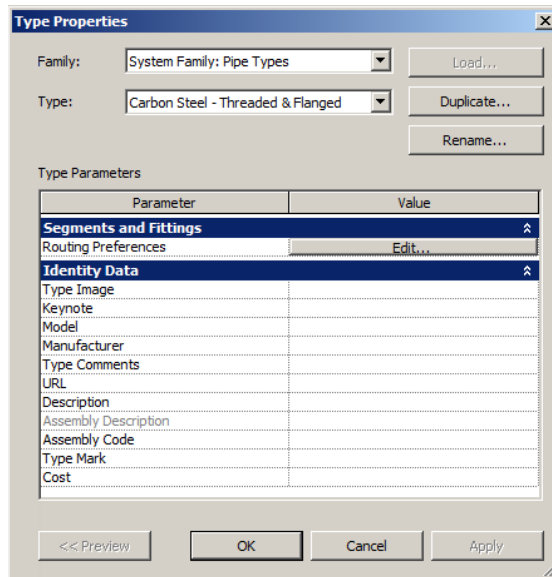 Type Properties
Family: System Family: Pipe Types Load...
Type: Carbon Steel - Threaded & Flanged Duplicate...
Rename...
Type Parameters
Parameter Value
Segments and Fittings
Routing Preferences Edit...
Identity Data
Type Image
Keynote
Model
Manufacturer
Type Comments
URL
Description
Assembly Description
Assembly Code
Type Mark
Cost
<< Preview OK Cancel Apply